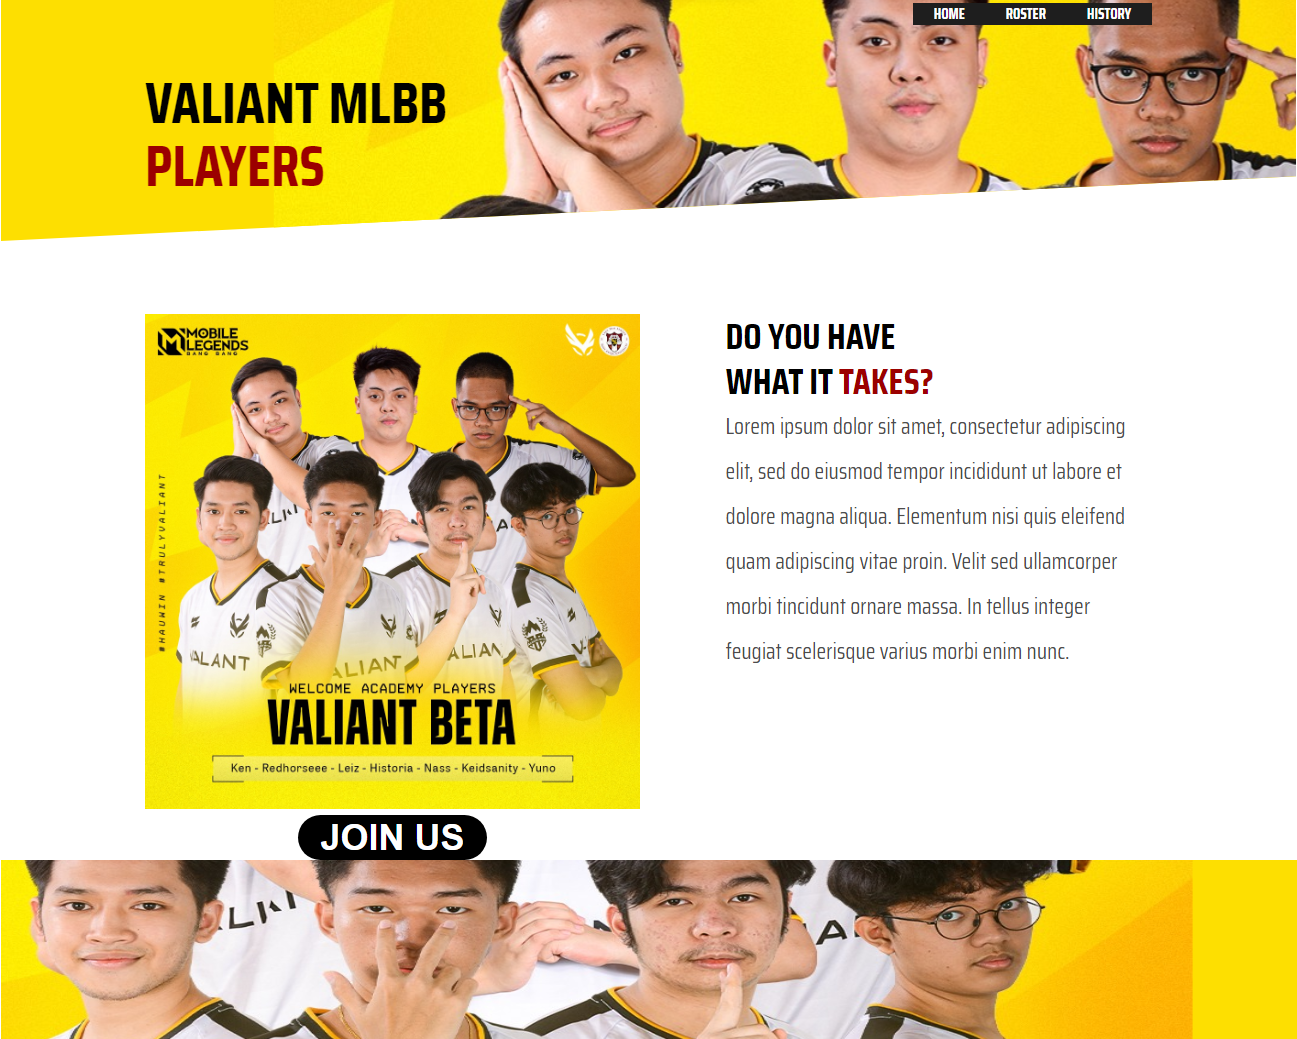 HOME ROSTER HISTORY
VALIANT MLBB
PLAYERS
MOBILE
LEGENDS
BANG BANG
#HAUWIN #TRULYVALIANT
VALIANT
VALIANT
WELCOME ACADEMY PLAYERS
VALIANT BETA
Ken - Redhorseee - Leiz - Historia - Nass - Keidsanity - Yuno
JOIN US
DO YOU HAVE
WHAT IT TAKES?
Lorem ipsum dolor sit amet, consectetur adipiscing
elit, sed do eiusmod tempor incididunt ut labore et
dolore magna aliqua. Elementum nisi quis eleifend
quam adipiscing vitae proin. Velit sed ullamcorper
morbi tincidunt ornare massa. In tellus integer
feugiat scelerisque varius morbi enim nunc.